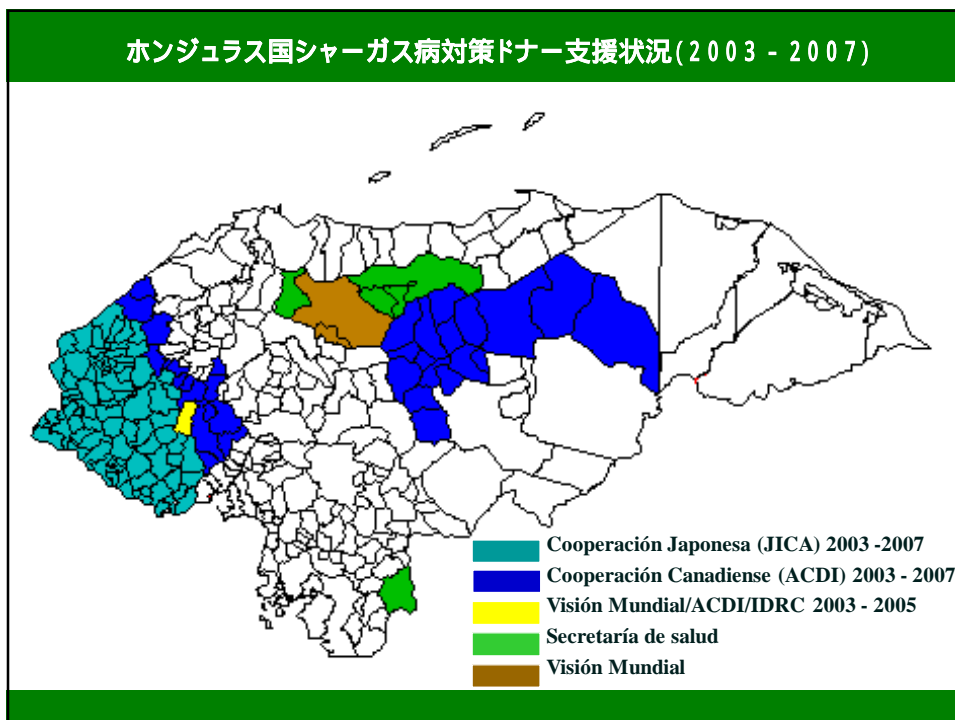 ホンジュラス国シャーガス病対策ドナー支援状況(2003 - 2007)
Cooperación Japonesa (JICA) 2003 -2007
Cooperación Canadiense (ACDI) 2003 - 2007
Visión Mundial/ACDI/IDRC 2003 - 2005
Secretaría de salud
Visión Mundial